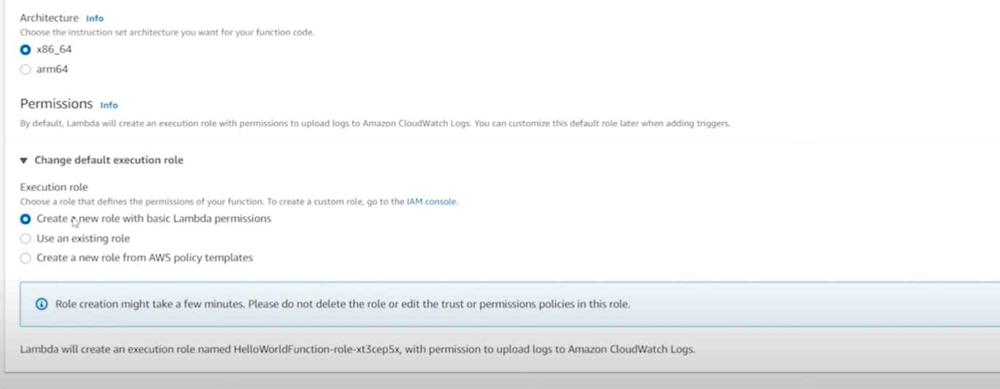 Architecture Info
Choose the instruction set architecture you want for your function code.
x86_64
arm64
Permissions Info
By default, Lambda will create an execution role with permissions to upload logs to Amazon CloudWatch Logs. You can customize this default role later when adding triggers.
Change default execution role
Execution role
Choose a role that defines the permissions of your function. To create a custom role, go to the IAM console.
Create a new role with basic Lambda permissions
Use an existing role
Create a new role from AWS policy templates
Role creation might take a few minutes. Please do not delete the role or edit the trust or permissions policies in this role.
Lambda will create an execution role named HelloWorldFunction-role-xt3cep5x, with permission to upload logs to Amazon CloudWatch Logs.